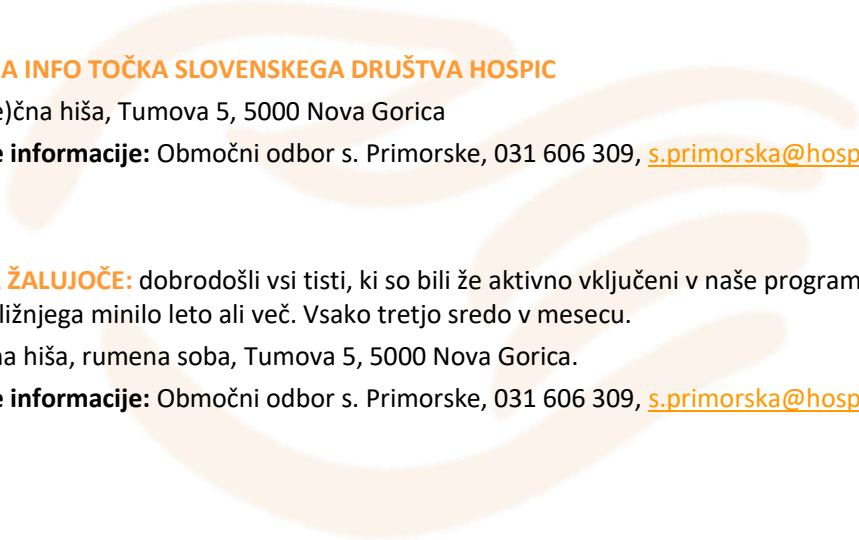 A INFO TOČKA SLOVENSKEGA DRUŠTVA HOSPIC
e)čna hiša, Tumova 5, 5000 Nova Gorica
e informacije: Območni odbor s. Primorske, 031 606 309, s.primorska@hosp
ŽALUJOČE: dobrodošli vsi tisti, ki so bili že aktivno vključeni v naše program
ližnjega minilo leto ali več. Vsako tretjo sredo v mesecu.
na hiša, rumena soba, Tumova 5, 5000 Nova Gorica.
e informacije: Območni odbor s. Primorske, 031 606 309, s.primorska@hosp